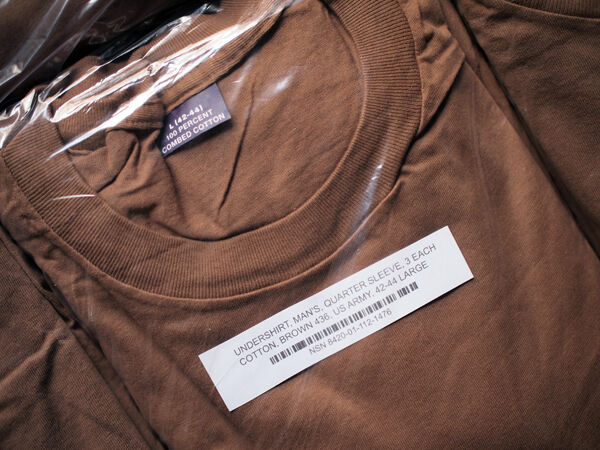 L (42-44)
100 PERCENT
COMBED COTTON
UNDERSHIRT, MAN'S, QUARTER SLEEVE, 3 EACH
COTTON, BROWN 436, US ARMY, 42-44 LARGE
NSN 8420-01-112-1476